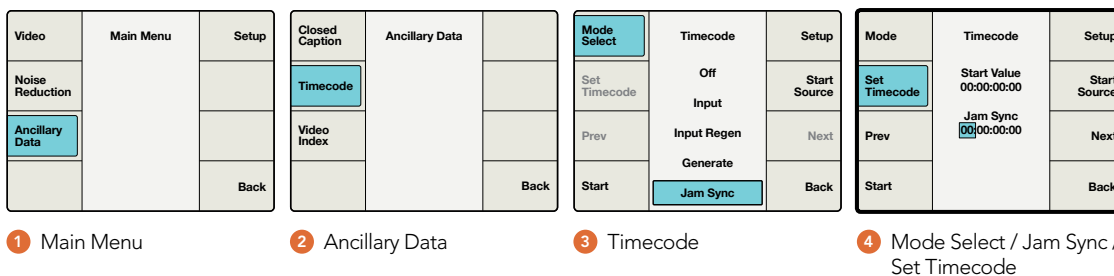 Video
Main Menu
Setup
Noise
Reduction
Ancillary
Data
Back
1 Main Menu
Closed
Caption
Ancillary Data
Timecode
Video
Index
Back
2 Ancillary Data
Mode
Select
Timecode
Setup
Set
Timecode
Off
Start
Source
Input
Prev
Input Regen
Next
Generate
Start
Jam Sync
Back
3 Timecode
Mode
Timecode
Setup
Set
Timecode
Start Value
00:00:00:00
Start
Source
Jam Sync
00:00:00:00
Prev
Next
Start
Back
4 Mode Select / Jam Sync /
Set Timecode